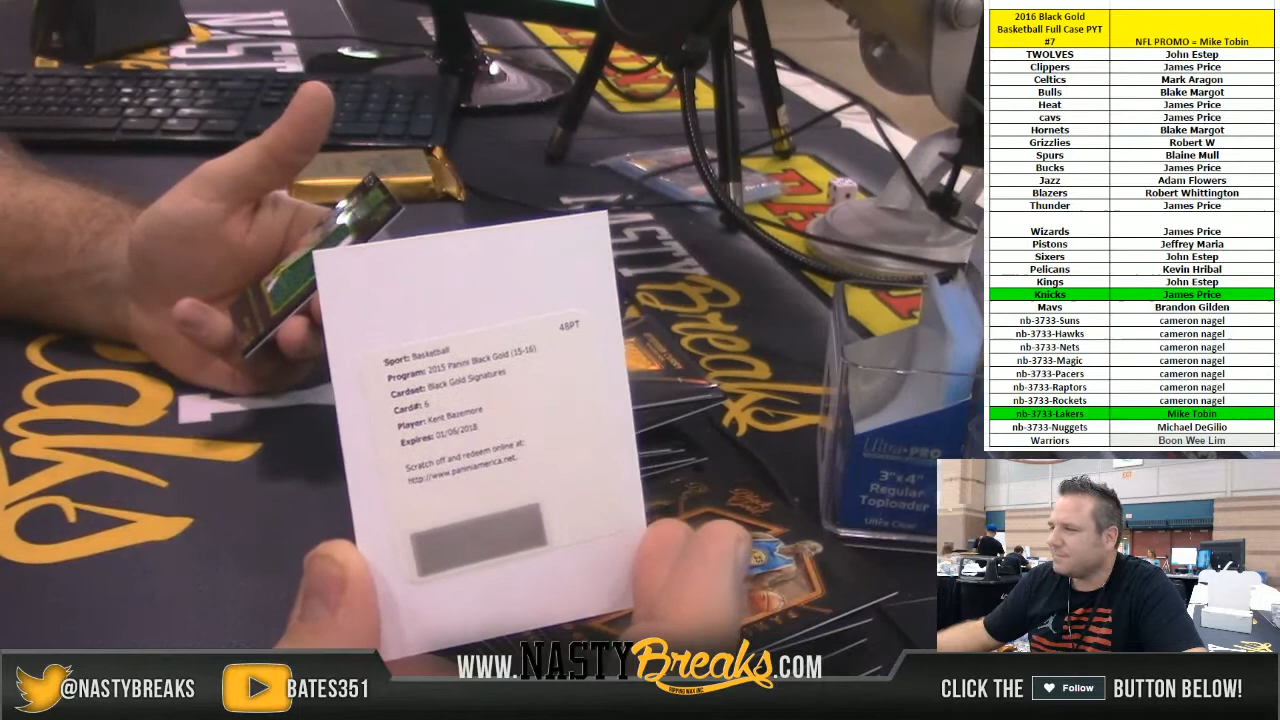 2016 Black Gold
Basketball Full Case PYT
#7
NFL PROMO = Mike Tobin
TWOLVES John Estep
Clippers James Price
Celtics Mark Aragon
Bulls Blake Margot
Heat James Price
cavs James Price
Hornets Blake Margot
Grizzlies Robert W
Spurs Blaine Mull
Bucks James Price
Jazz Adam Flowers
Blazers Robert Whittington
Thunder James Price
Wizards James Price
Pistons Jeffrey Maria
Sixers John Estep
Pelicans Kevin Hribal
Kings John Estep
Knicks James Price
Mavs Brandon Gilden
nb-3733-Suns cameron nagel
nb-3733-Hawks cameron nagel
nb-3733-Nets cameron nagel
nb-3733-Magic cameron nagel
nb-3733-Pacers cameron nagel
nb-3733-Raptors cameron nagel
nb-3733-Rockets cameron nagel
nb-3733-Lakers Mike Tobin
nb-3733-Nuggets Michael DeGilio
Warriors Boon Wee Lim
48PT
Sport: Basketball
Program: 2015 Panini Black Gold (15-16)
Cardset: Black Gold Signatures
Card#: 6
Player: Kent Bazemore
Expires: 01/06/2018
Scratch off and redeem online at:
http://www.paniniamerica.net.
Breaks
Ultra·PRO
3"x4"
Regular
Toploader
Ultra Clear
@NASTYBREAKS
BATES351
WWW.NASTYBreaks.COM
RIPPING WAX INC
CLICK THE Follow BUTTON BELOW!